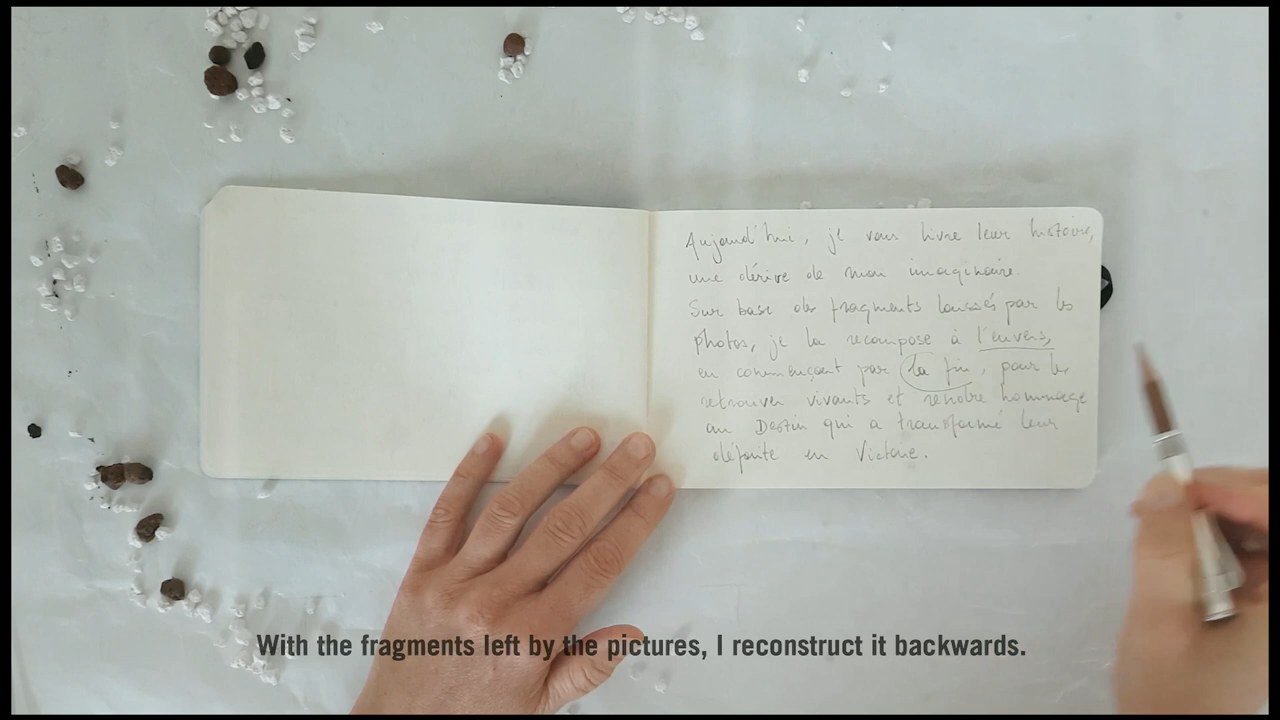 Aujourd'hui, je vous livre leur histoire,
une dérive de mon imaginaire.
Sur base des fragments laissés par les
photos, je la recompose à l'envers,
en commençant par la fin, pour les
retrouver vivants et rendre hommage
au Destin qui a transformé leur
défaite en Victoire.
With the fragments left by the pictures, I reconstruct it backwards.